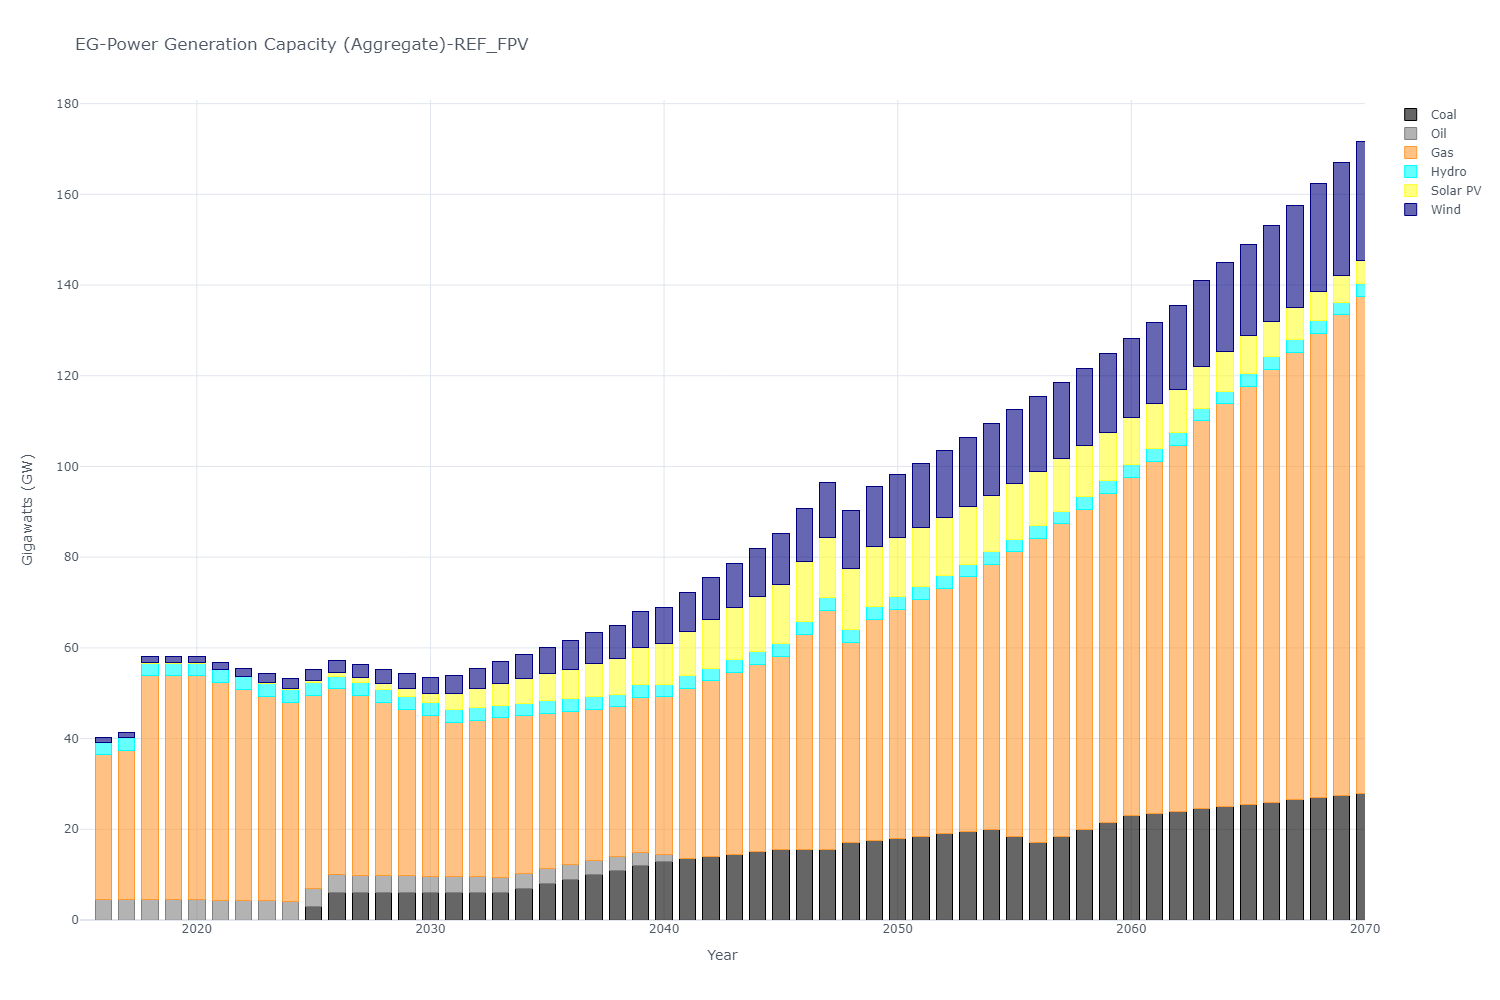 EG-Power Generation Capacity (Aggregate)-REF_FPV
180
160
140
120
100
80
60
40
20
0
Gigawatts (GW)
2020
2030
2040
2050
2060
2070
Year
Coal
Oil
Gas
Hydro
Solar PV
Wind